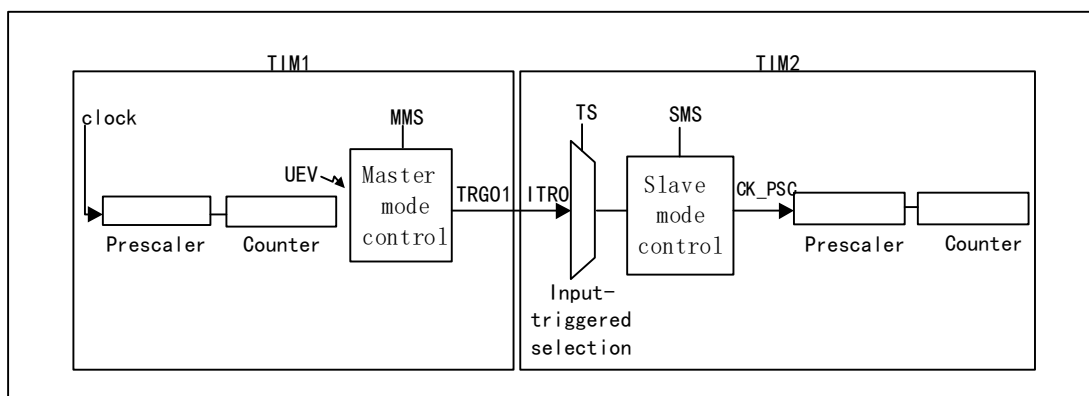 TIM1
TIM2
clock
MMS
TS
SMS
UEV
Master
mode
control
TRGO1
ITR0
Slave
mode
control
CK_PSC
Prescaler
Counter
Prescaler
Counter
Input-
triggered
selection